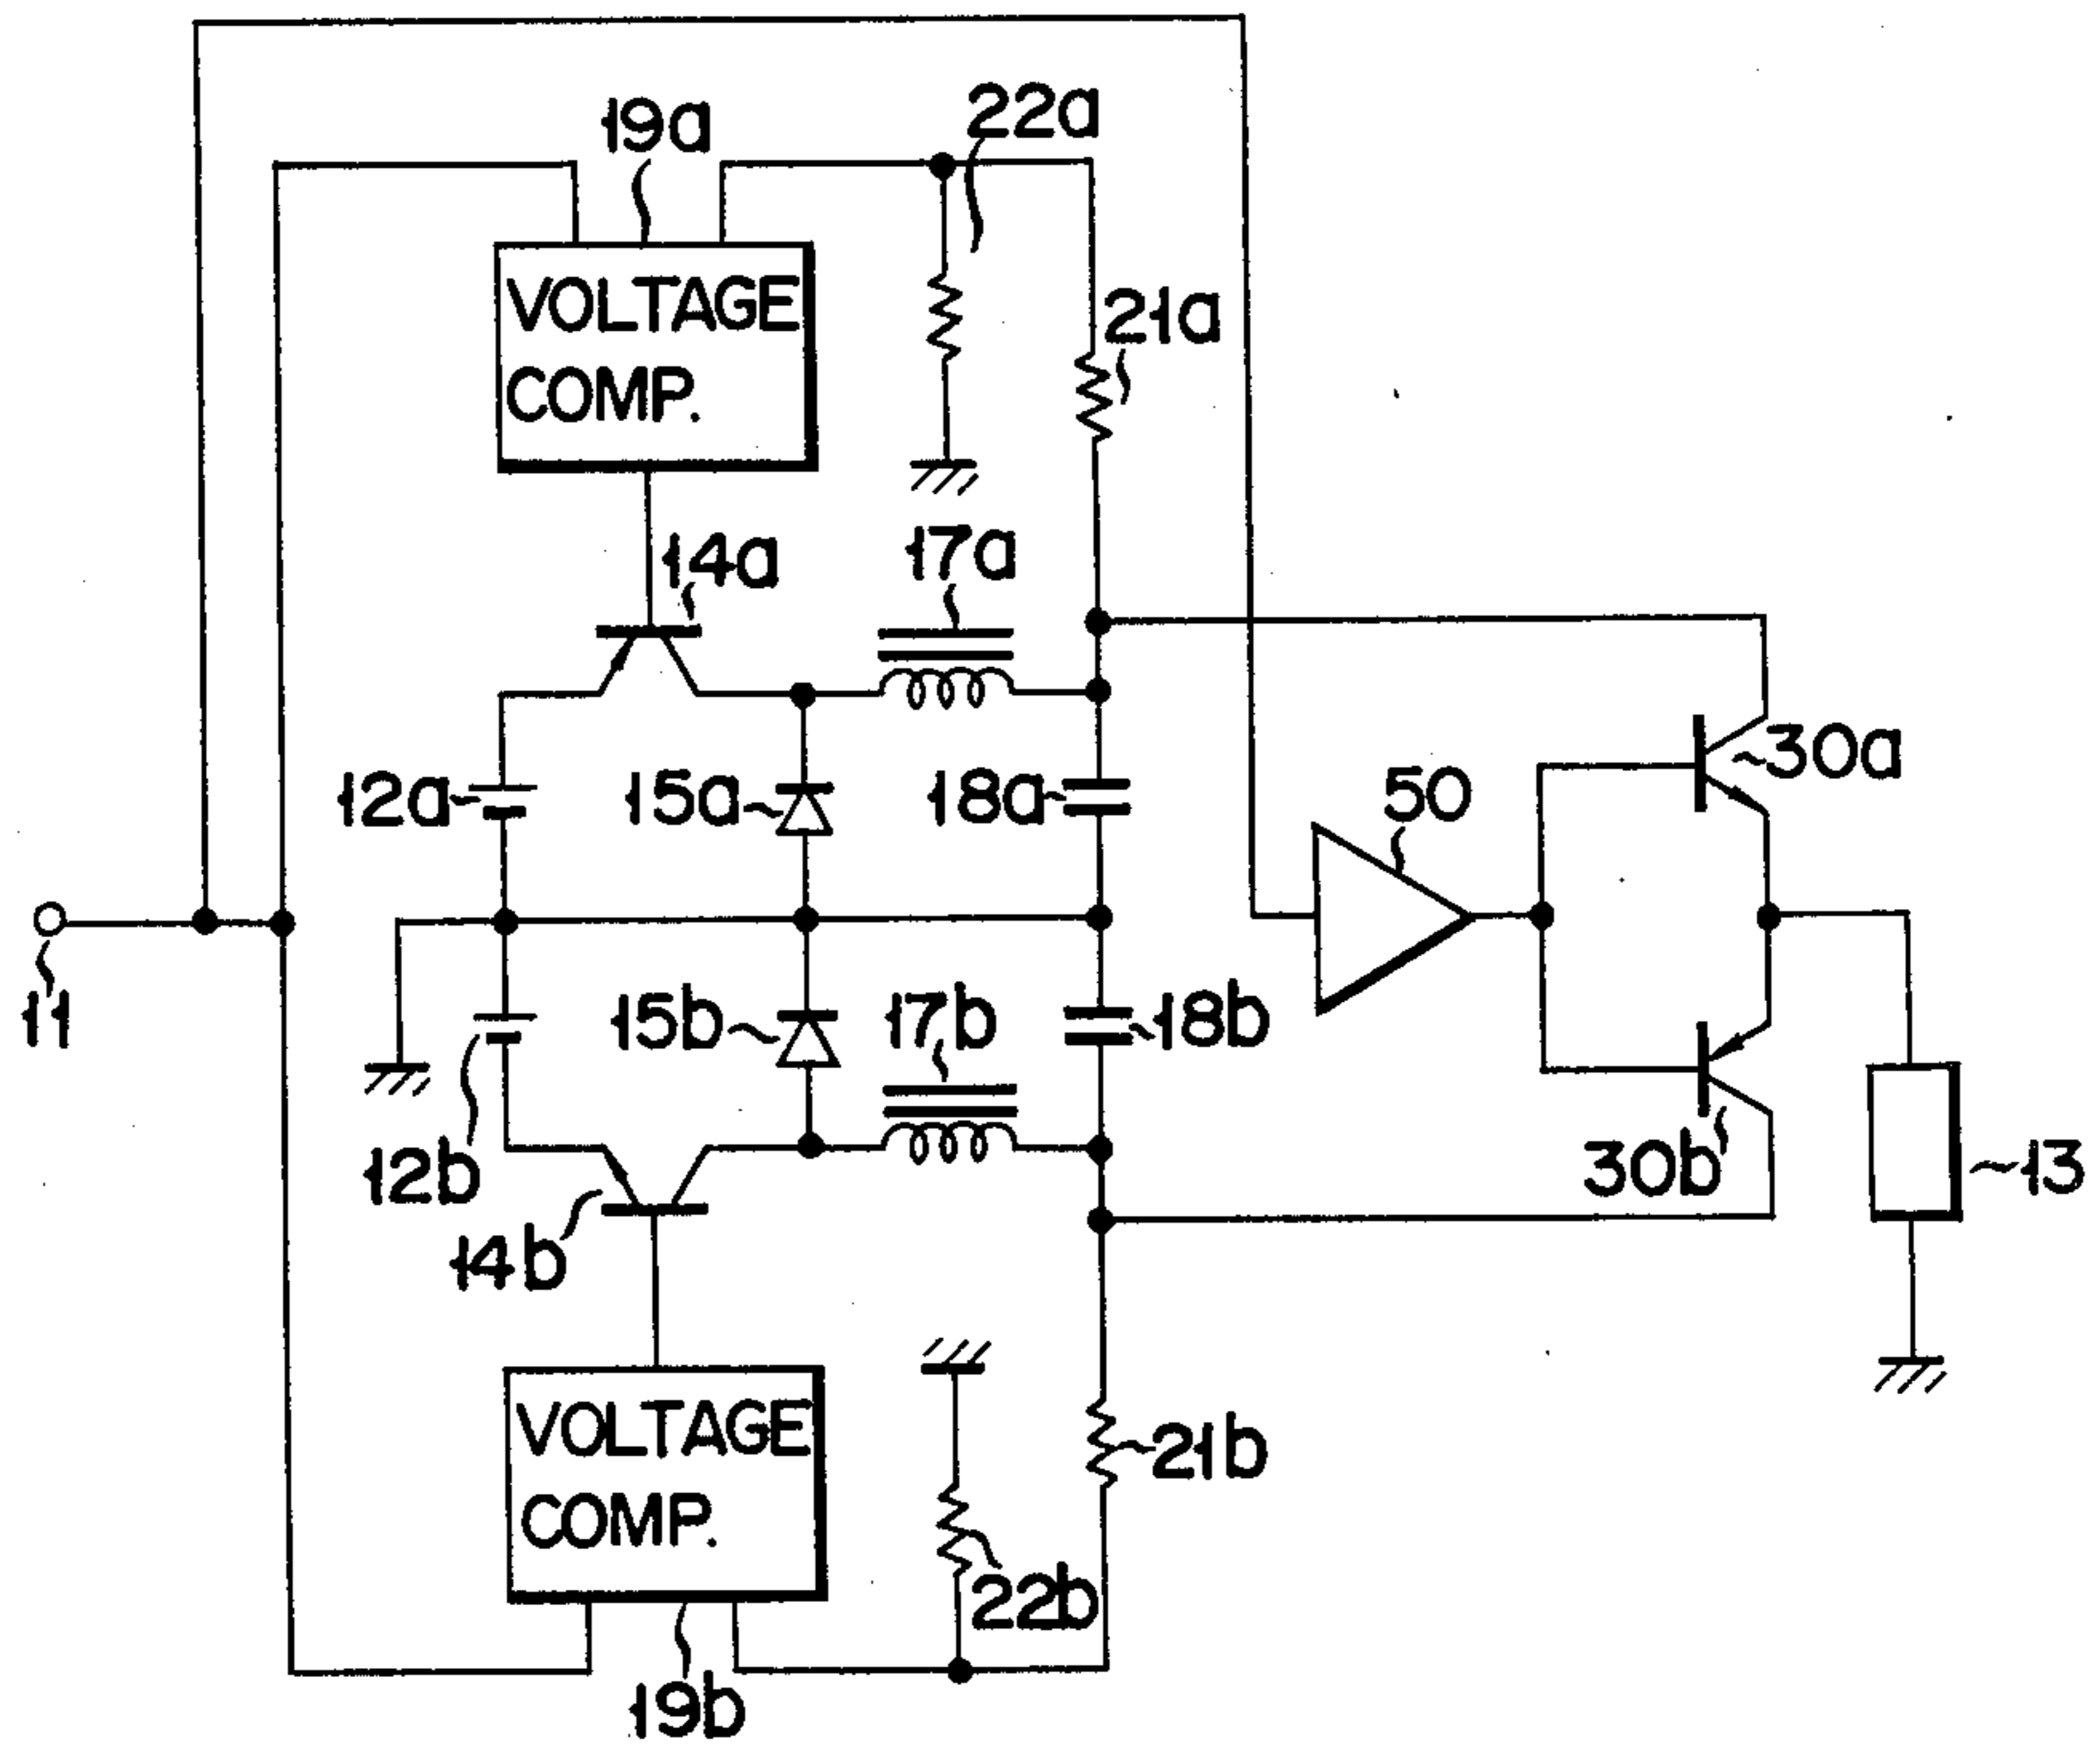 22a
19a
VOLTAGE
COMP.
21a
14a
17a
30a
12a
15a
18a
50
11
15b
17b
18b
12b
30b
13
14b
VOLTAGE
COMP.
21b
22b
19b